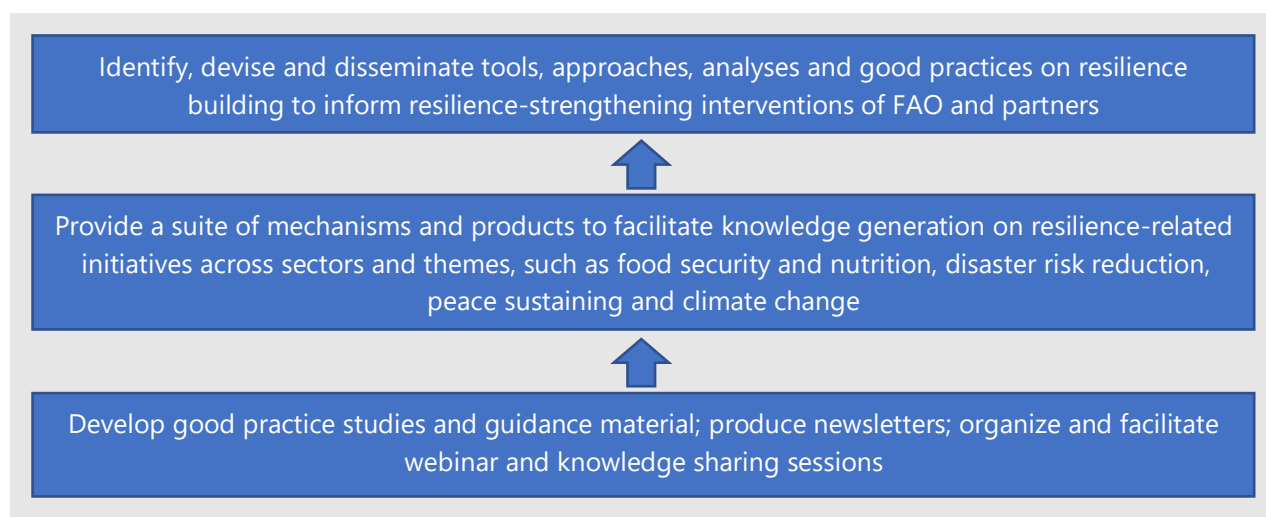 Identify, devise and disseminate tools, approaches, analyses and good practices on resilience
building to inform resilience-strengthening interventions of FAO and partners
Provide a suite of mechanisms and products to facilitate knowledge generation on resilience-related
initiatives across sectors and themes, such as food security and nutrition, disaster risk reduction,
peace sustaining and climate change
Develop good practice studies and guidance material; produce newsletters; organize and facilitate
webinar and knowledge sharing sessions